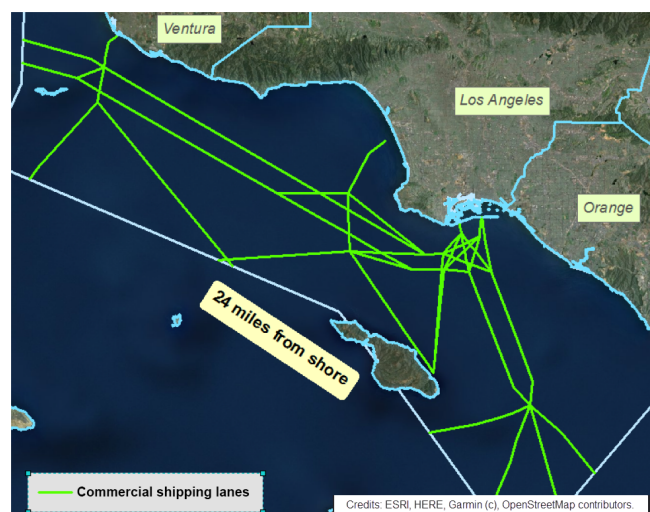 Ventura
Los Angeles
Orange
24 miles from shore
Commercial shipping lanes
Credits: ESRI, HERE, Garmin (c), OpenStreetMap contributors.